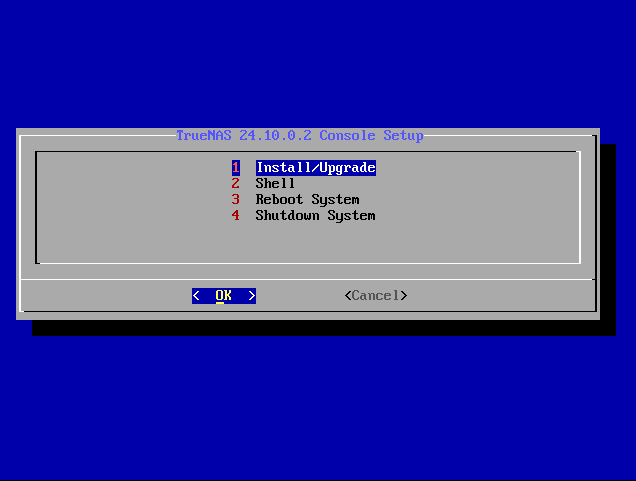 TrueNAS 24.10.0.2 Console Setup
1 Install/Upgrade
2 Shell
3 Reboot System
4 Shutdown System
< OK > <Cancel>